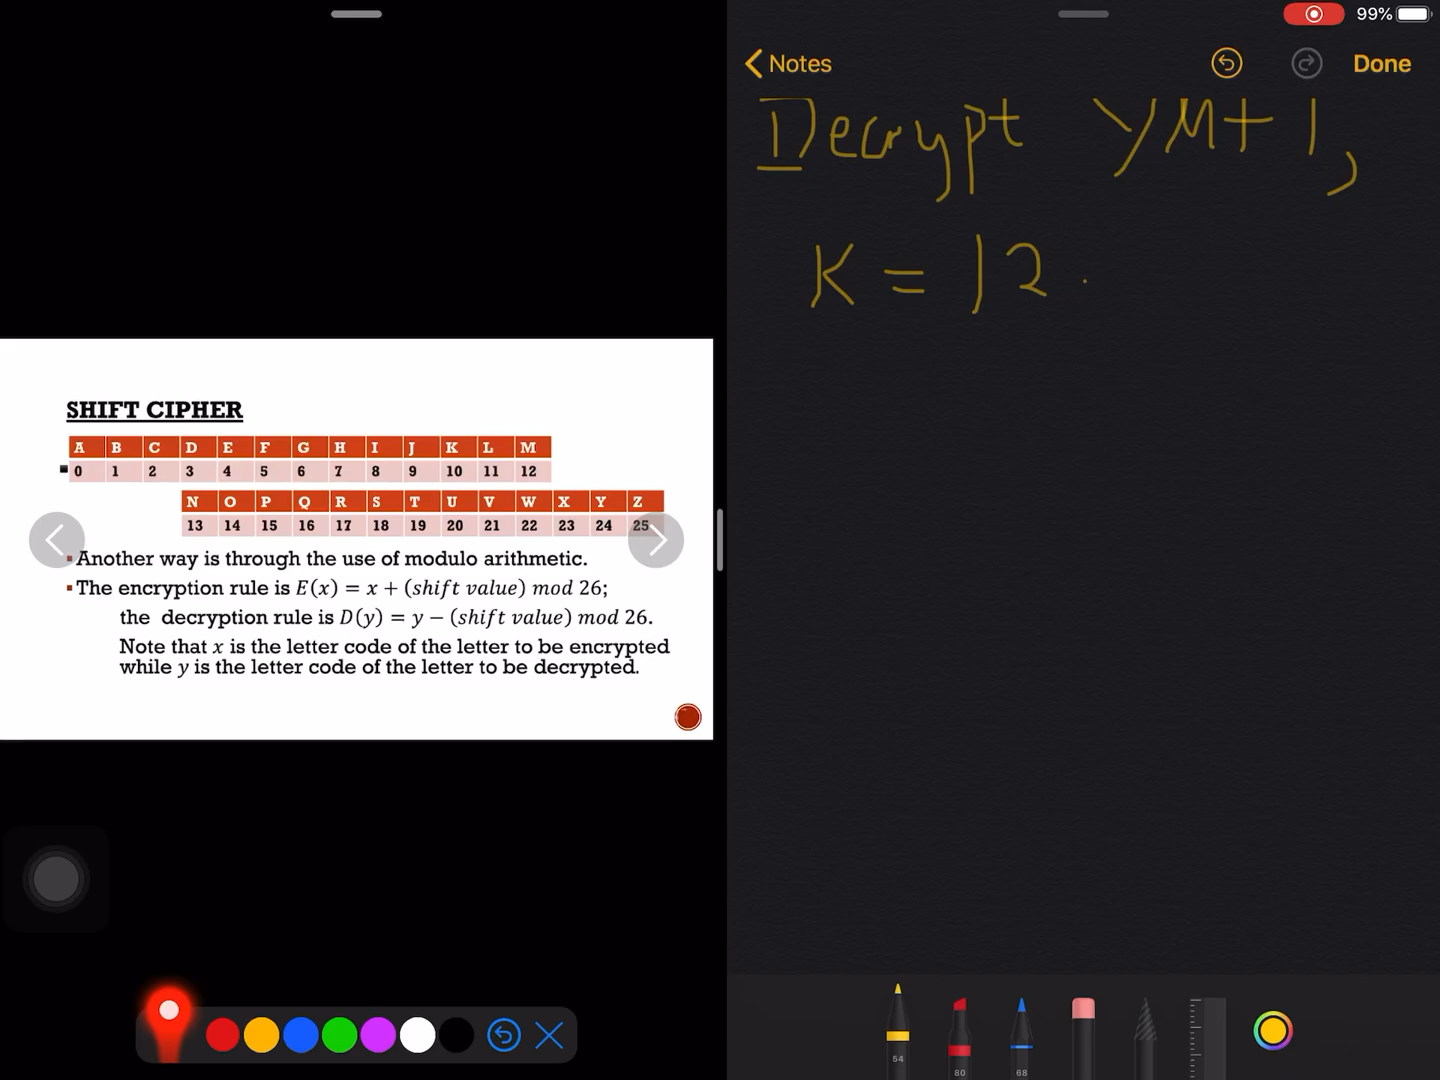 99%
Notes
Done
Decrypt YMTI,
K = 12.
SHIFT CIPHER
A B C D E F G H I J K L M
0 1 2 3 4 5 6 7 8 9 10 11 12
N O P Q R S T U V W X Y Z
13 14 15 16 17 18 19 20 21 22 23 24 25
▪Another way is through the use of modulo arithmetic.
▪The encryption rule is E(x) = x + (shift value) mod 26;
the decryption rule is D(y) = y − (shift value) mod 26.
Note that x is the letter code of the letter to be encrypted
while y is the letter code of the letter to be decrypted.
54
80
68